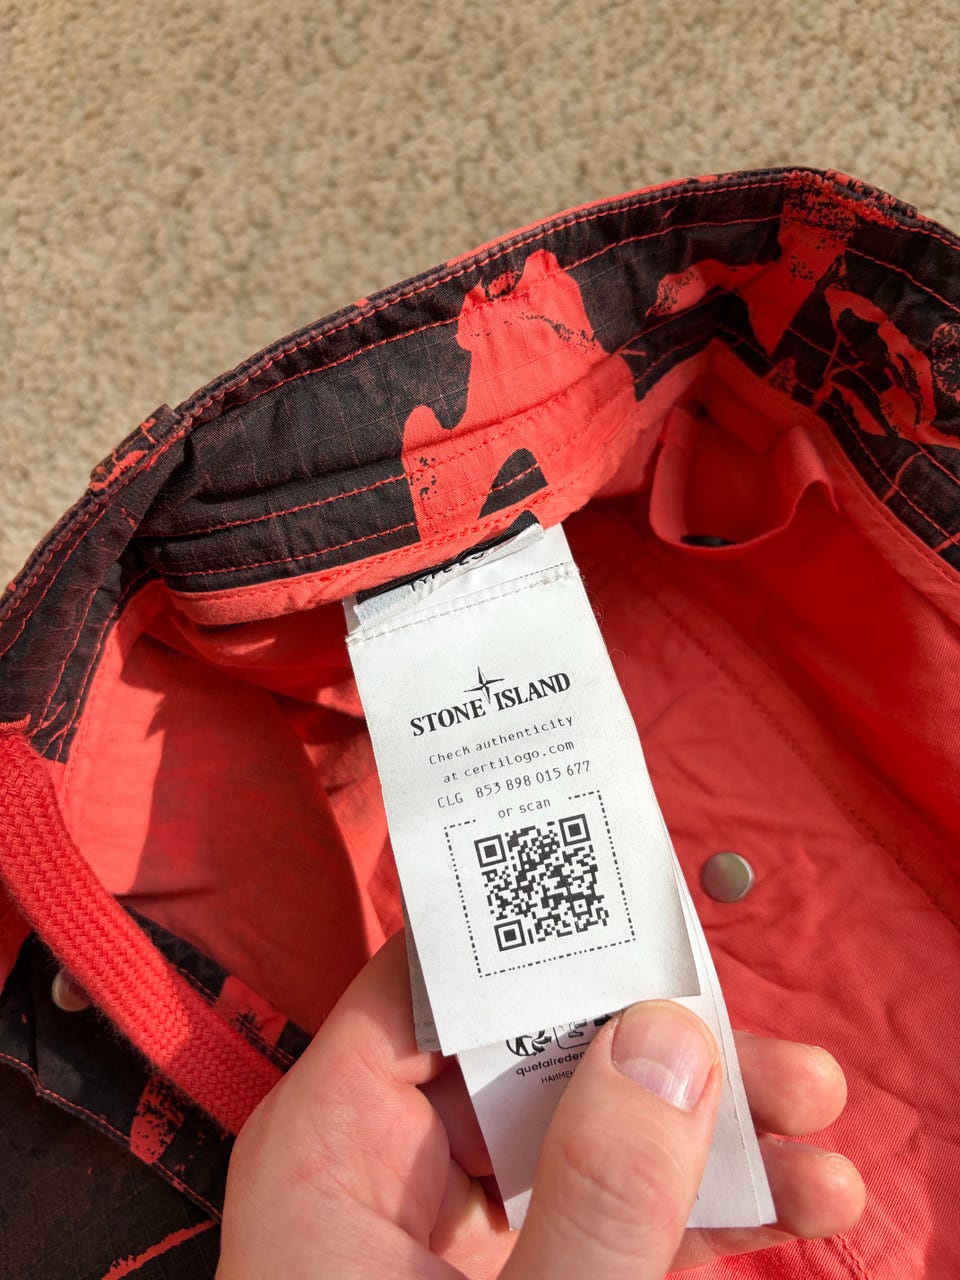 STONE ISLAND
Check authenticity
at certilogo.com
CLG 853 898 015 677
or scan